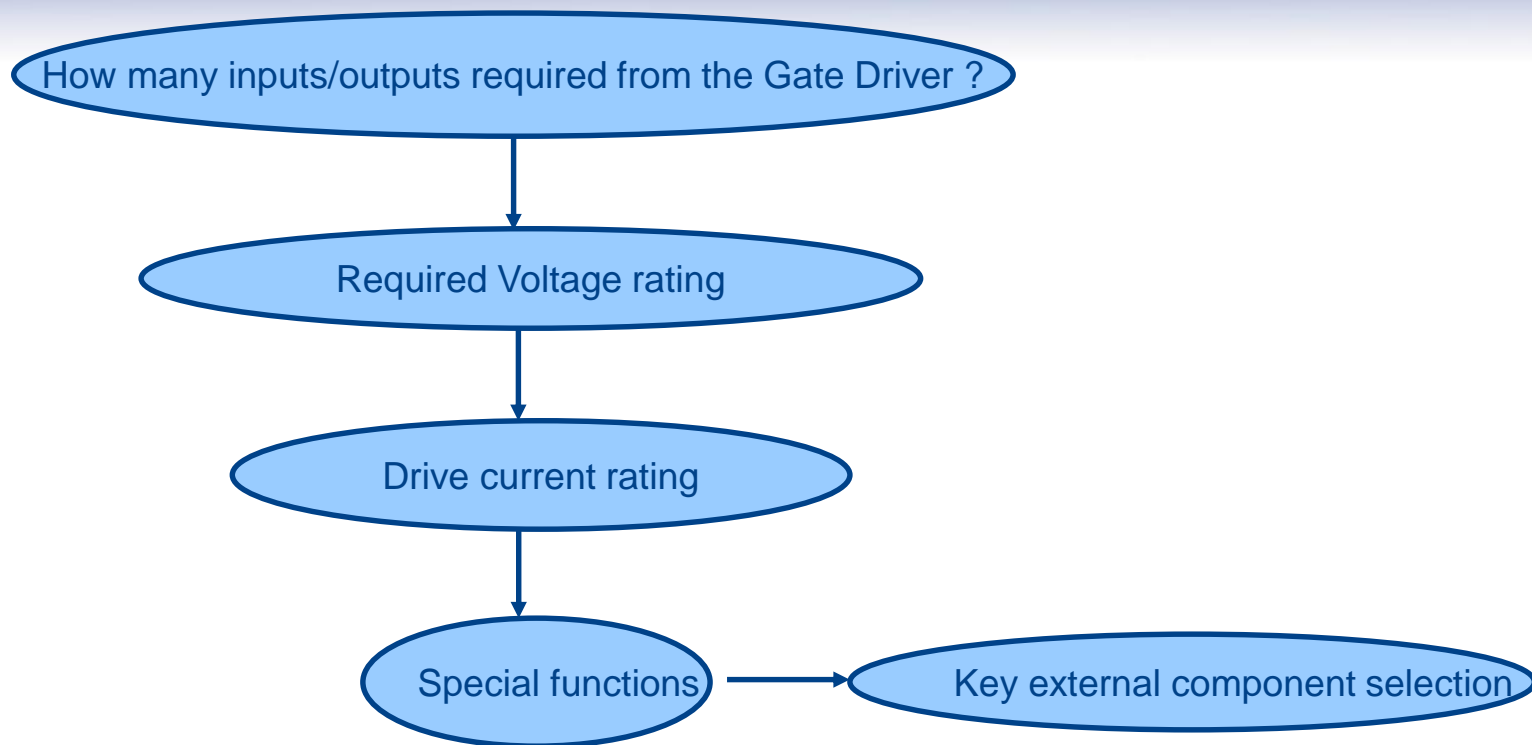 How many inputs/outputs required from the Gate Driver ?
Required Voltage rating
Drive current rating
Special functions
Key external component selection